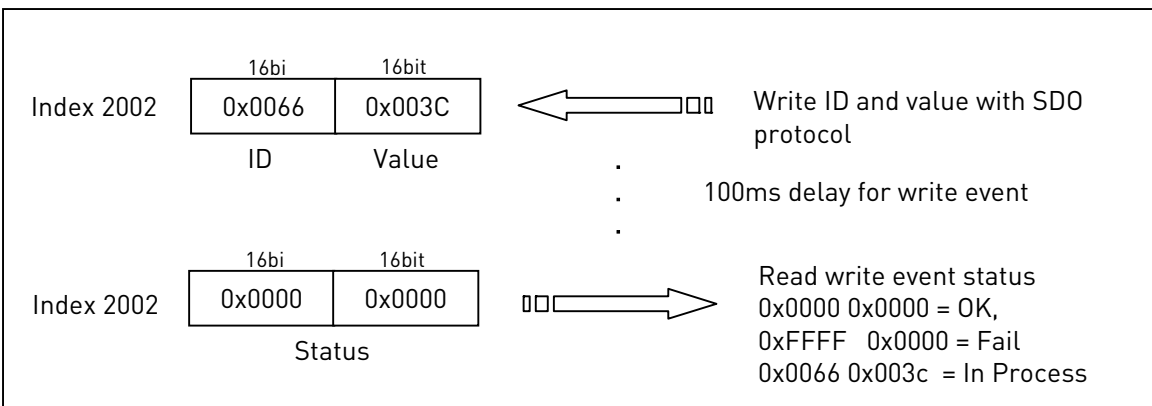 16bi 16bit
Index 2002 0x0066 0x003C
ID Value
Write ID and value with SDO
protocol
100ms delay for write event
16bi 16bit
Index 2002 0x0000 0x0000
Status
Read write event status
0x0000 0x0000 = OK,
0xFFFF 0x0000 = Fail
0x0066 0x003c = In Process